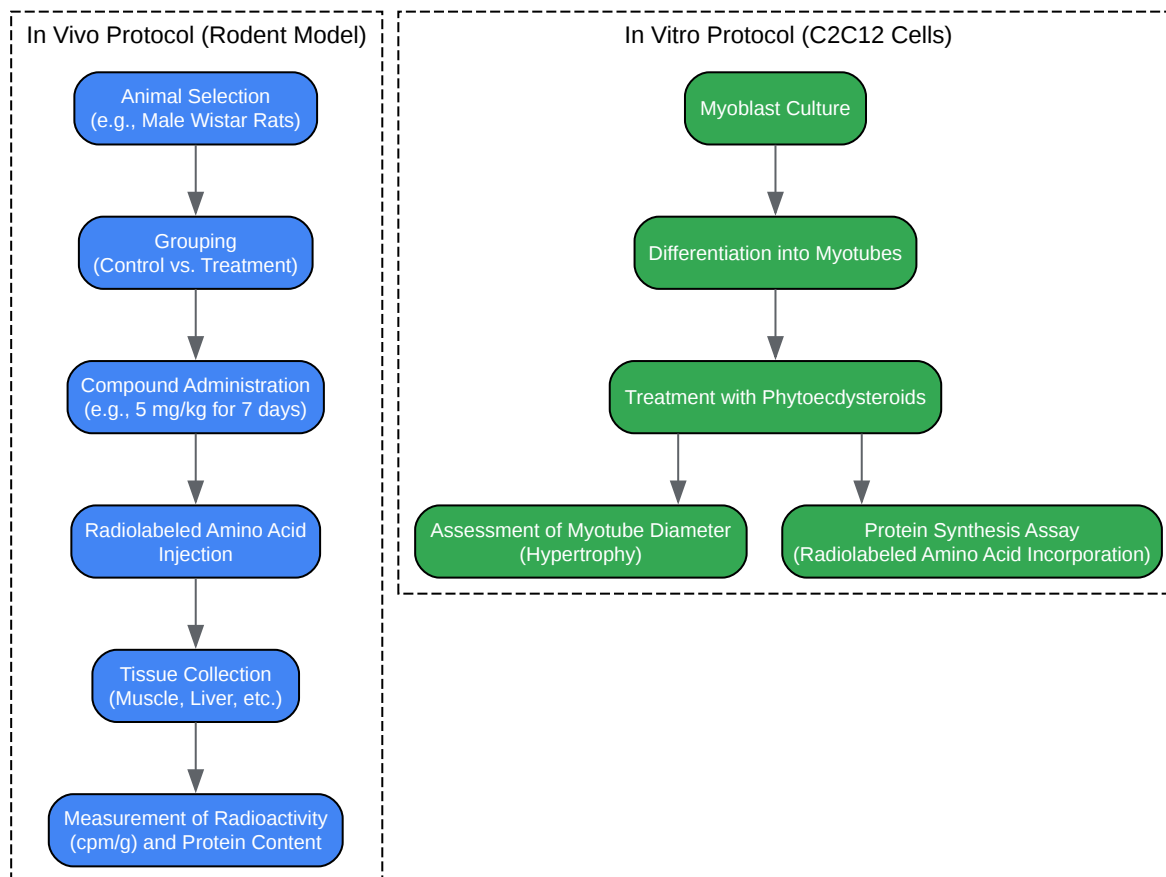 In Vivo Protocol (Rodent Model)
Animal Selection
(e.g., Male Wistar Rats)
Grouping
(Control vs. Treatment)
Compound Administration
(e.g., 5 mg/kg for 7 days)
Radiolabeled Amino Acid
Injection
Tissue Collection
(Muscle, Liver, etc.)
Measurement of Radioactivity
(cpm/g) and Protein Content
In Vitro Protocol (C2C12 Cells)
Myoblast Culture
Differentiation into Myotubes
Treatment with Phytoecdysteroids
Assessment of Myotube Diameter
(Hypertrophy)
Protein Synthesis Assay
(Radiolabeled Amino Acid Incorporation)